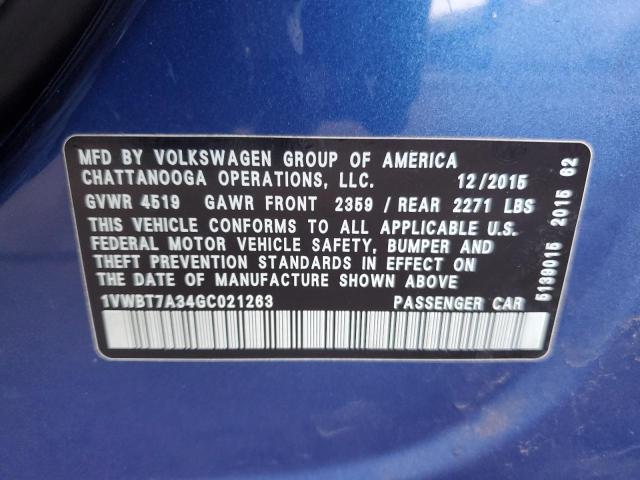 MFD BY VOLKSWAGEN GROUP OF AMERICA
CHATTANOOGA OPERATIONS, LLC. 12/2015
GVWR 4519 GAWR FRONT 2359 / REAR 2271 LBS
THIS VEHICLE CONFORMS TO ALL APPLICABLE U.S.
FEDERAL MOTOR VEHICLE SAFETY, BUMPER AND
THEFT PREVENTION STANDARDS IN EFFECT ON
THE DATE OF MANUFACTURE SHOWN ABOVE
1VWBT7A34GC021263 PASSENGER CAR
5139015 2015 62